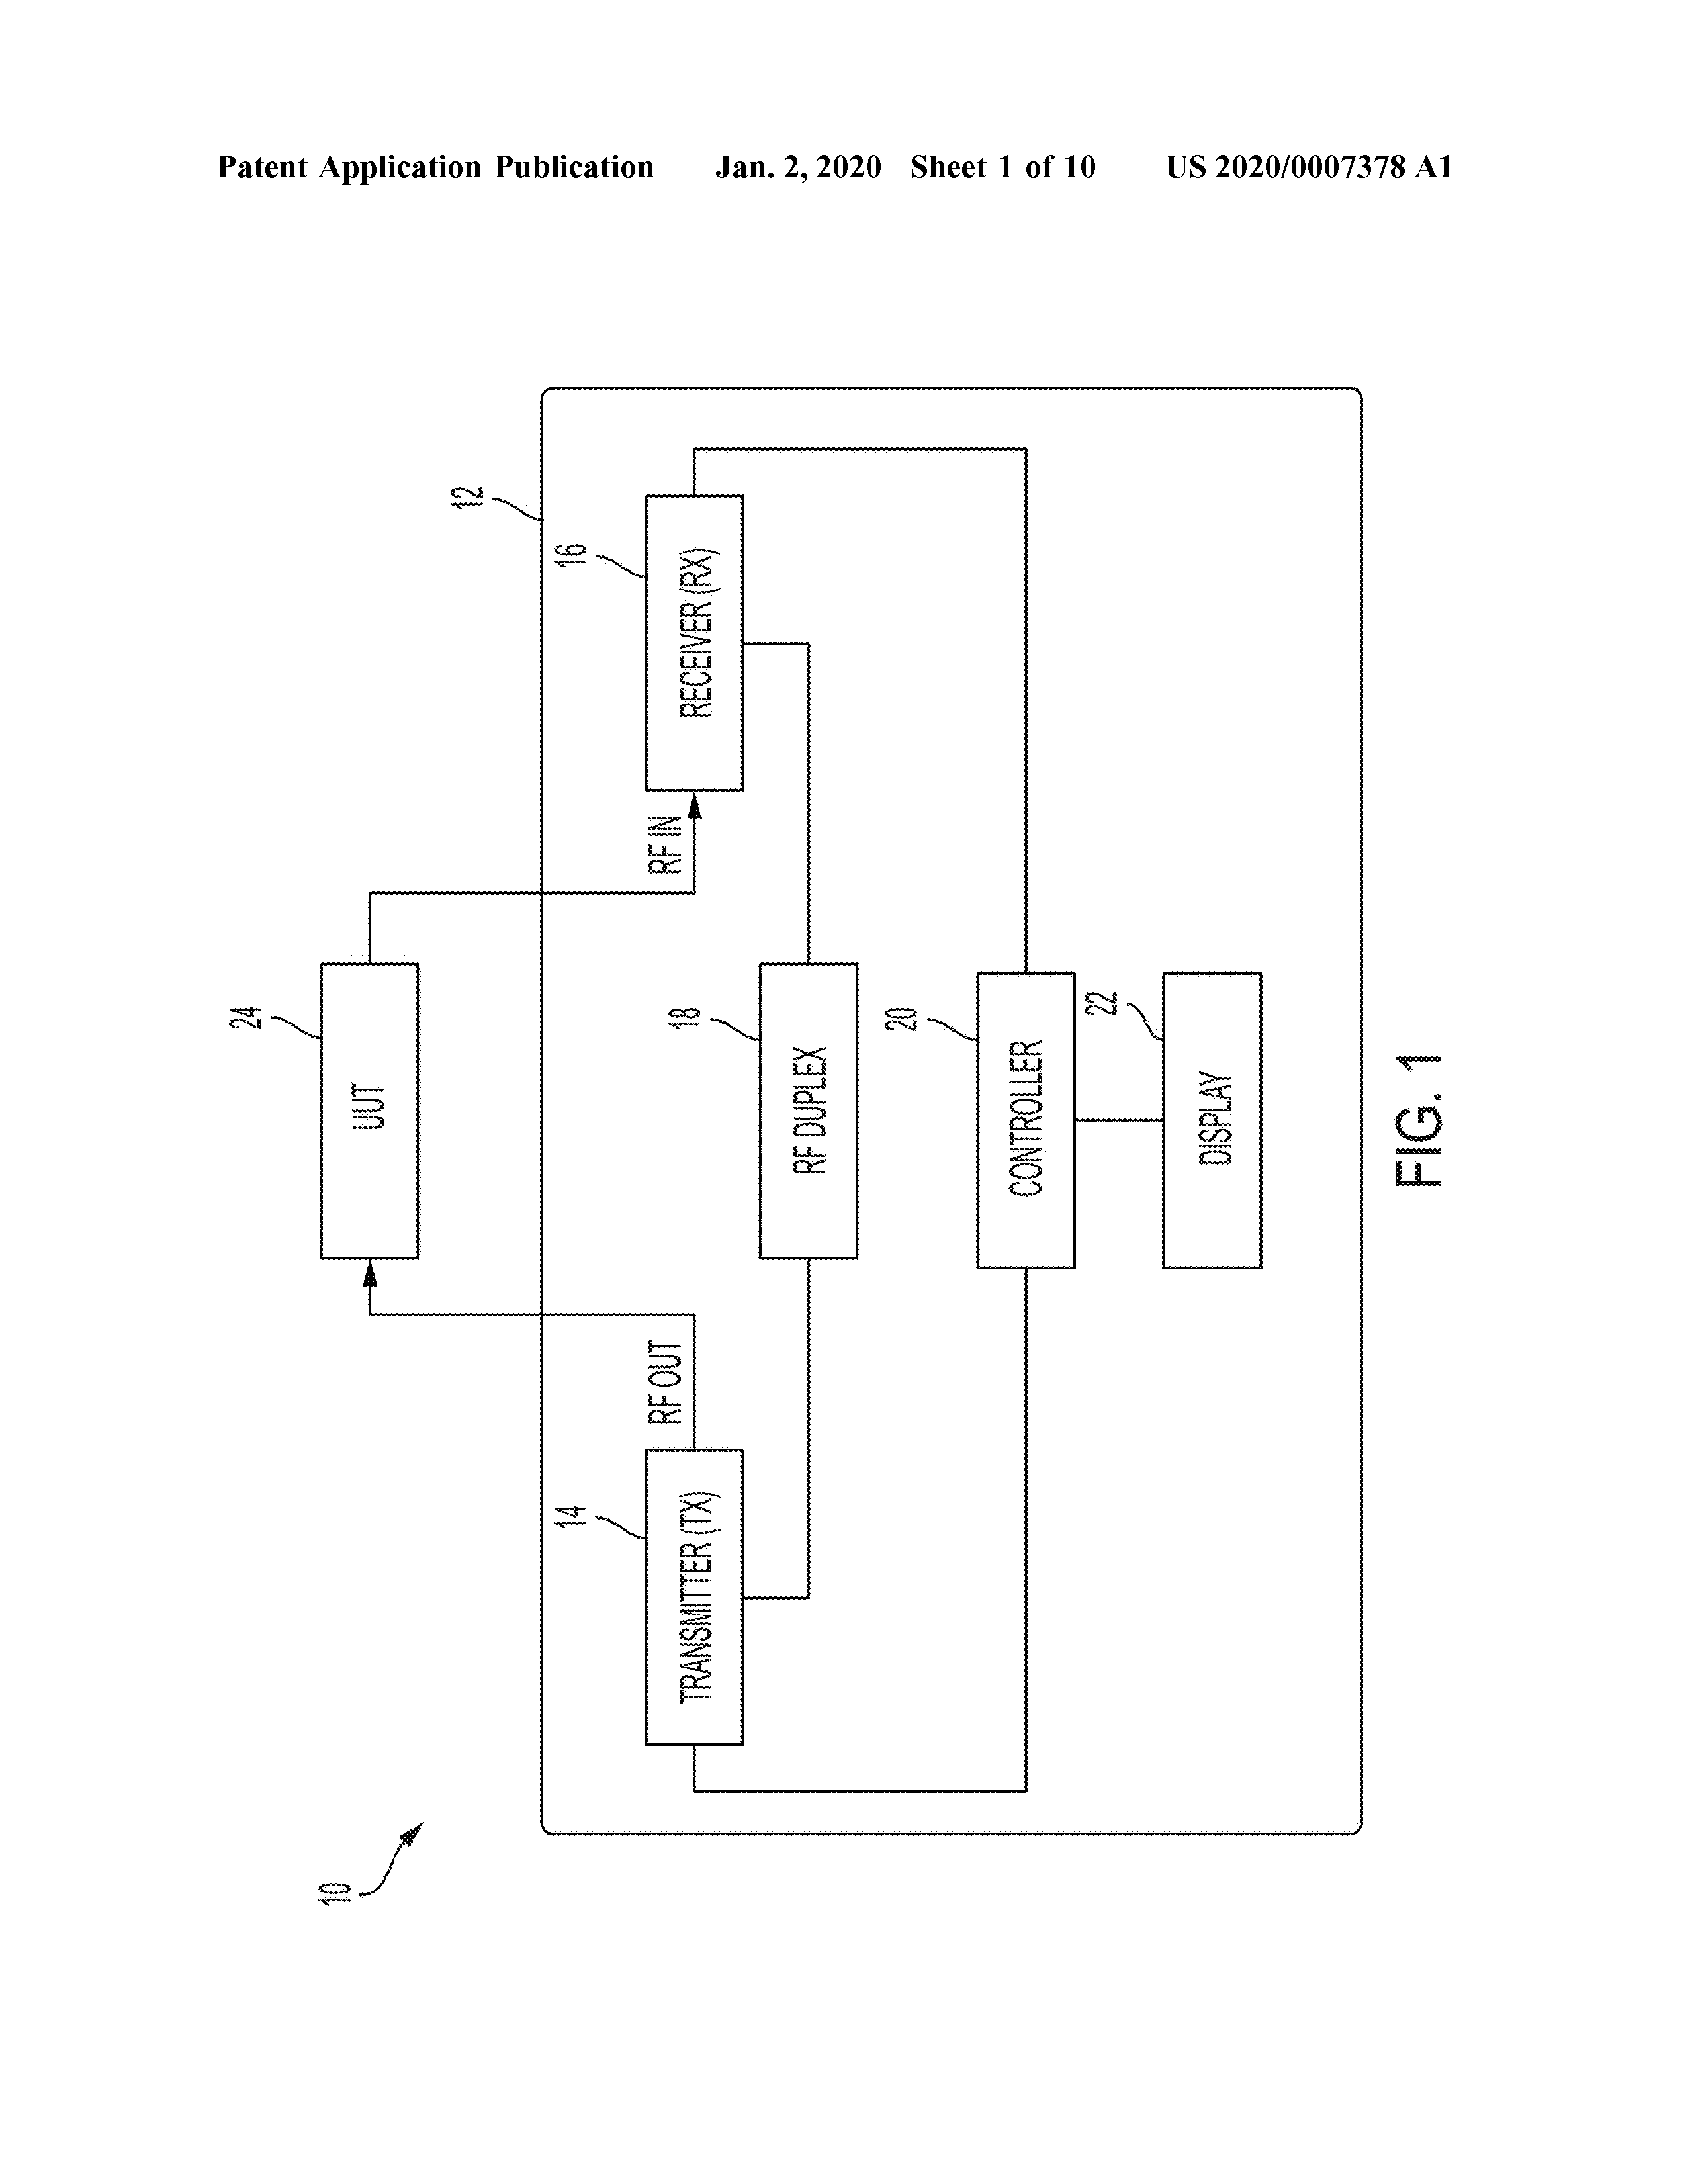 Patent Application Publication Jan. 2, 2020 Sheet 1 of 10 US 2020/0007378 A1
10
24
UUT
12
14
TRANSMITTER (TX)
RF OUT
RF IN
16
RECEIVER (RX)
18
RF DUPLEX
20
CONTROLLER
22
DISPLAY
FIG. 1